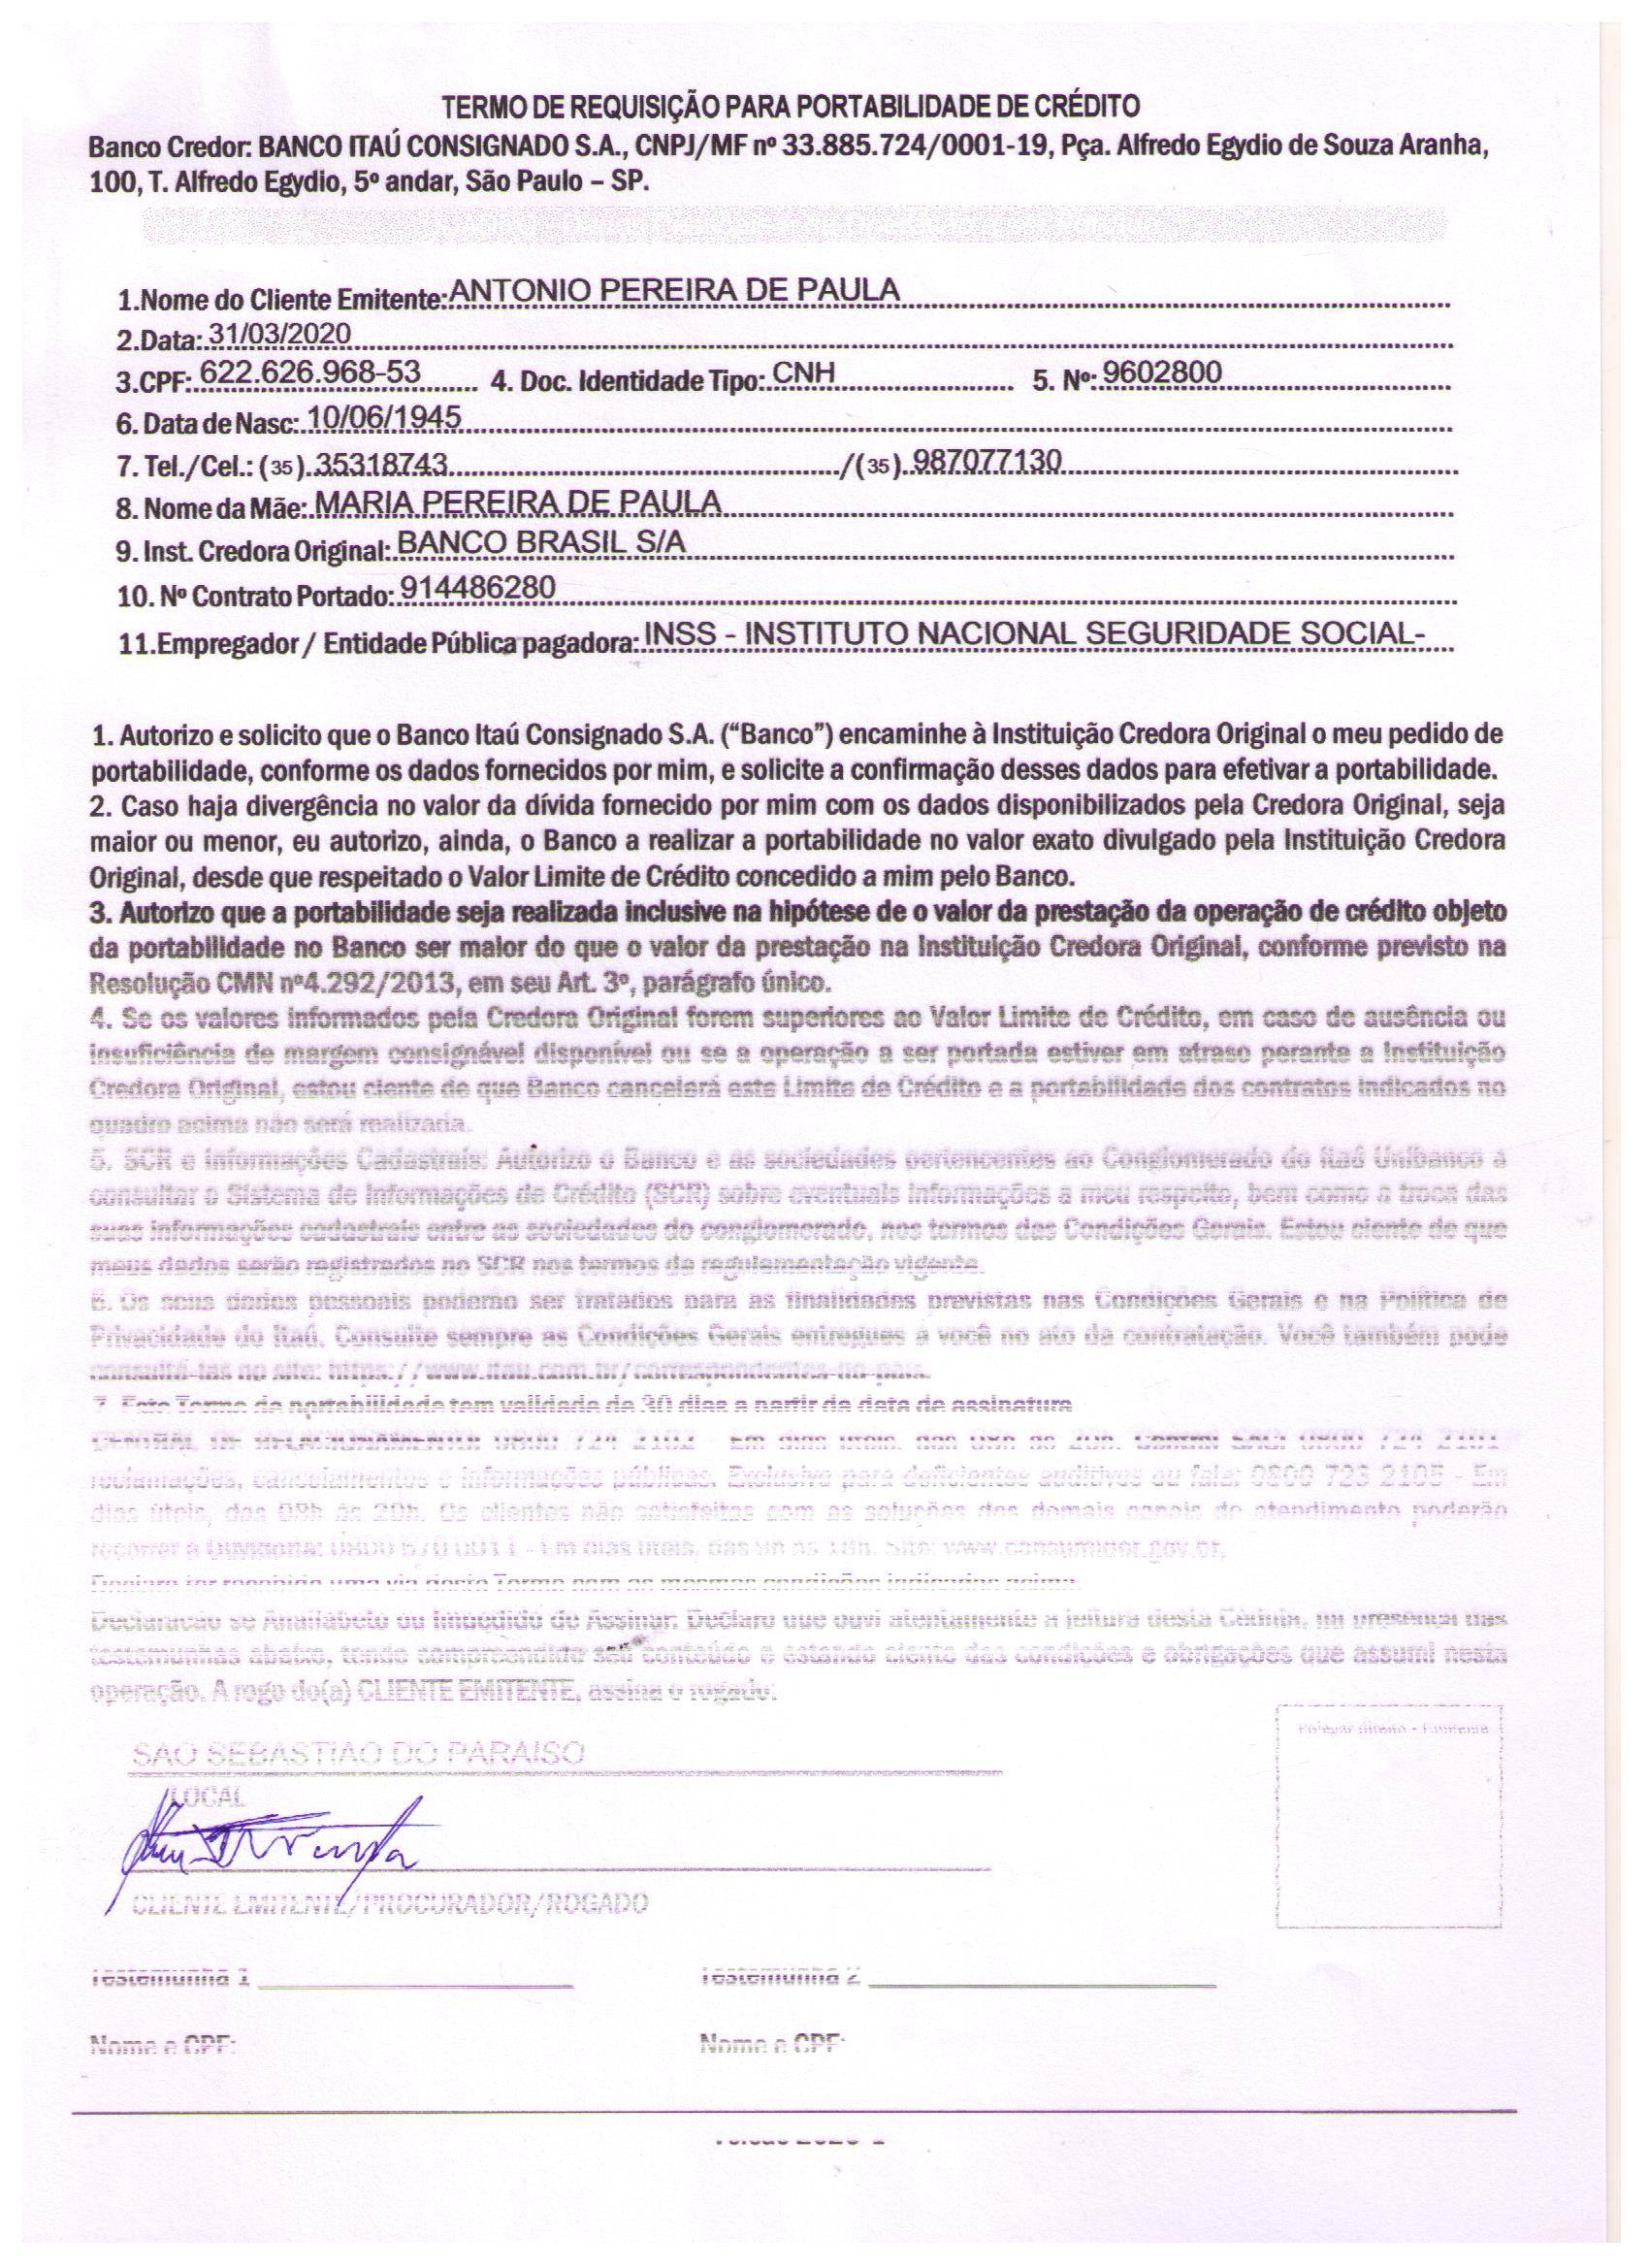 TERMO DE REQUISIÇÃO PARA PORTABILIDADE DE CRÉDITO
Banco Credor: BANCO ITAÚ CONSIGNADO S.A., CNPJ/MF nº 33.885.724/0001-19, Pça. Alfredo Egydio de Souza Aranha,
100, T. Alfredo Egydio, 5º andar, São Paulo – SP.
1.Nome do Cliente Emitente: ANTONIO PEREIRA DE PAULA
2.Data: 31/03/2020
3.CPF: 622.626.968-53 4. Doc. Identidade Tipo: CNH 5. Nº: 9602800
6. Data de Nasc: 10/06/1945
7. Tel./Cel.: (35) 35318743 /(35) 987077130
8. Nome da Mãe: MARIA PEREIRA DE PAULA
9. Inst. Credora Original: BANCO BRASIL S/A
10. Nº Contrato Portado: 914486280
11.Empregador / Entidade Pública pagadora: INSS - INSTITUTO NACIONAL SEGURIDADE SOCIAL-
1. Autorizo e solicito que o Banco Itaú Consignado S.A. (“Banco”) encaminhe à Instituição Credora Original o meu pedido de
portabilidade, conforme os dados fornecidos por mim, e solicite a confirmação desses dados para efetivar a portabilidade.
2. Caso haja divergência no valor da dívida fornecido por mim com os dados disponibilizados pela Credora Original, seja
maior ou menor, eu autorizo, ainda, o Banco a realizar a portabilidade no valor exato divulgado pela Instituição Credora
Original, desde que respeitado o Valor Limite de Crédito concedido a mim pelo Banco.
3. Autorizo que a portabilidade seja realizada inclusive na hipótese de o valor da prestação da operação de crédito objeto
da portabilidade no Banco ser maior do que o valor da prestação na Instituição Credora Original, conforme previsto na
Resolução CMN nº4.292/2013, em seu Art. 3º, parágrafo único.
4. Se os valores informados pela Credora Original forem superiores ao Valor Limite de Crédito, em caso de ausência ou
insuficiência de margem consignável disponível ou se a operação a ser portada estiver em atraso perante a Instituição
Credora Original, estou ciente de que Banco cancelará este Limite de Crédito e a portabilidade dos contratos indicados no
quadro acima não será realizada.
5. SCR e Informações Cadastrais: Autorizo o Banco e as sociedades pertencentes ao Conglomerado do Itaú Unibanco a
consultar o Sistema de Informações de Crédito (SCR) sobre eventuais informações a meu respeito, bem como a troca das
suas informações cadastrais entre as sociedades do conglomerado, nos termos das Condições Gerais. Estou ciente de que
meus dados serão registrados no SCR nos termos da regulamentação vigente.
6. Os seus dados pessoais poderão ser tratados para as finalidades previstas nas Condições Gerais e na Política de
Privacidade do Itaú. Consulte sempre as Condições Gerais entregues a você no ato da contratação. Você também pode
consultá-las no site: https://www.itau.com.br/correspondentes-no-pais.
7. Este Termo de portabilidade tem validade de 30 dias a partir da data de assinatura
CENTRAL DE RELACIONAMENTO: 0800 724 2102 - Em dias úteis, das 08h às 20h. Central SAC: 0800 724 2101
reclamações, cancelamentos e informações públicas. Exclusivo para deficientes auditivos ou fala: 0800 723 2105 - Em
dias úteis, das 08h às 20h. Os clientes não satisfeitos com as soluções dos demais canais de atendimento poderão
recorrer à Ouvidoria: 0800 570 0011 - Em dias úteis, das 9h às 18h. Site: www.consumidor.gov.br.
Declaro ter recebido uma via deste Termo com as mesmas condições indicadas acima.
Declaração se Analfabeto ou Impedido de Assinar. Declaro que ouvi atentamente a leitura desta Cédula, na presença das
testemunhas abaixo, tendo compreendido seu conteúdo e estando ciente das condições e obrigações que assumi nesta
operação. A rogo do(a) CLIENTE EMITENTE, assina o rogado:
Polegar direito -
SAO SEBASTIAO DO PARAISO
LOCAL
CLIENTE EMITENTE/PROCURADOR/ROGADO
Testemunha 1 Testemunha 2
Nome e CPF: Nome e CPF:
Versão 2020-1